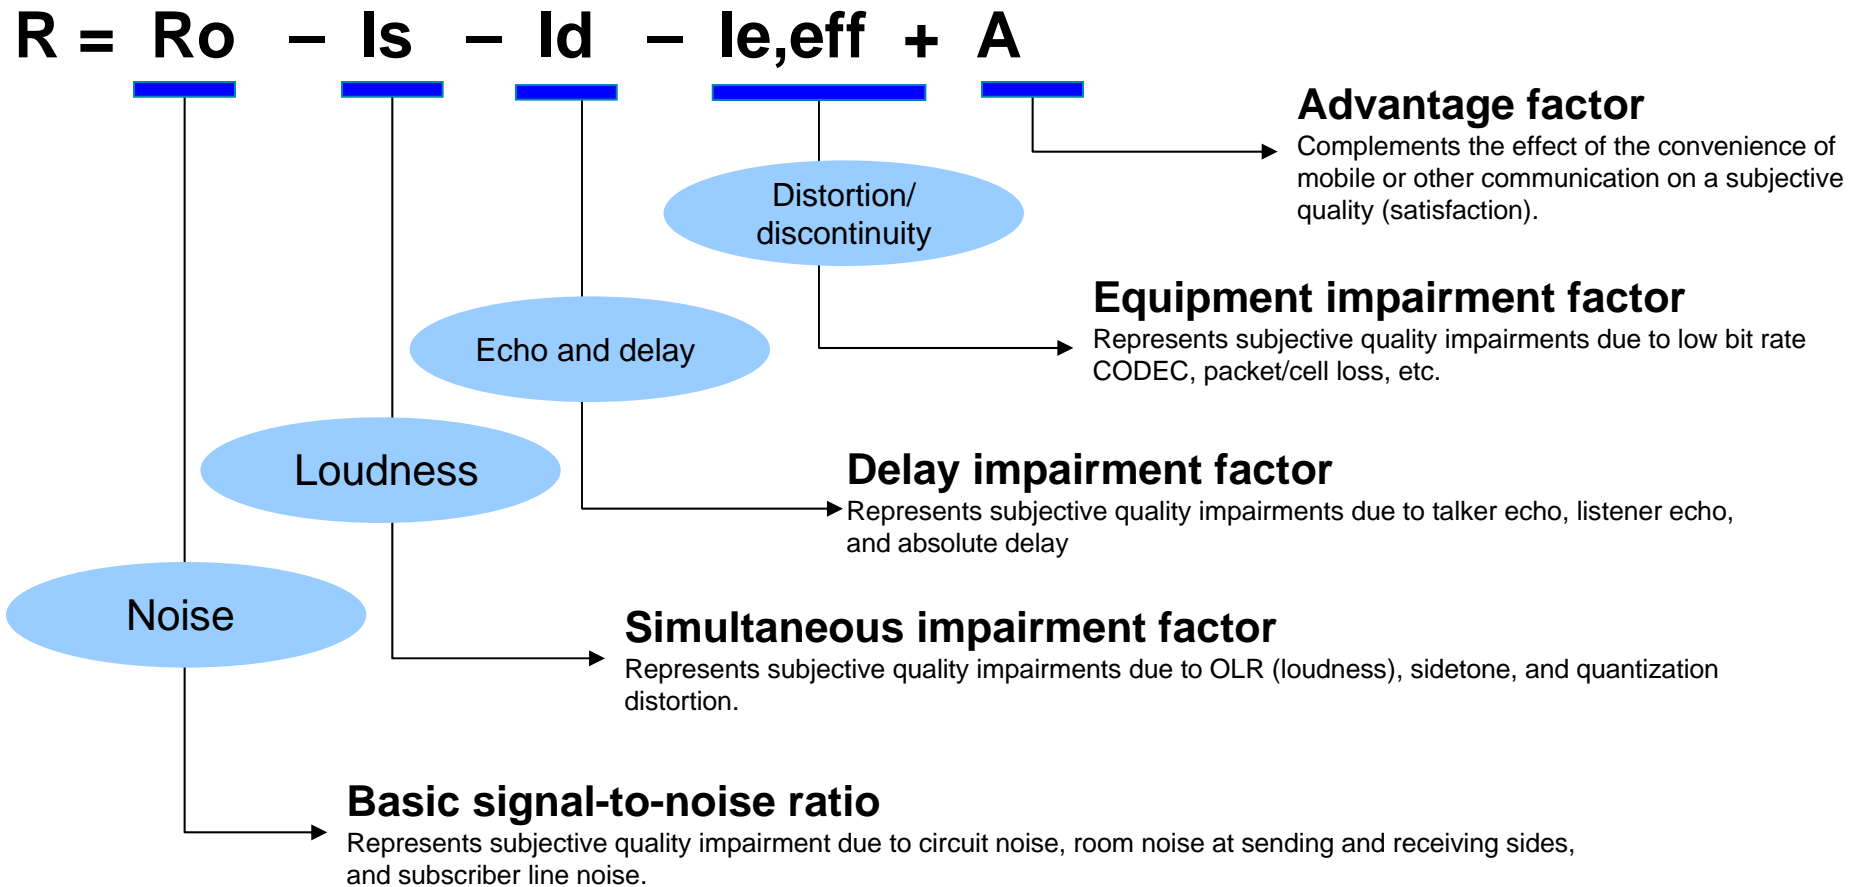 R = Ro – Is – Id – Ie,eff + A
Advantage factor
Complements the effect of the convenience of
mobile or other communication on a subjective
quality (satisfaction).
Distortion/
discontinuity
Equipment impairment factor
Represents subjective quality impairments due to low bit rate
CODEC, packet/cell loss, etc.
Echo and delay
Delay impairment factor
Represents subjective quality impairments due to talker echo, listener echo,
and absolute delay
Loudness
Simultaneous impairment factor
Represents subjective quality impairments due to OLR (loudness), sidetone, and quantization
distortion.
Noise
Basic signal-to-noise ratio
Represents subjective quality impairment due to circuit noise, room noise at sending and receiving sides,
and subscriber line noise.